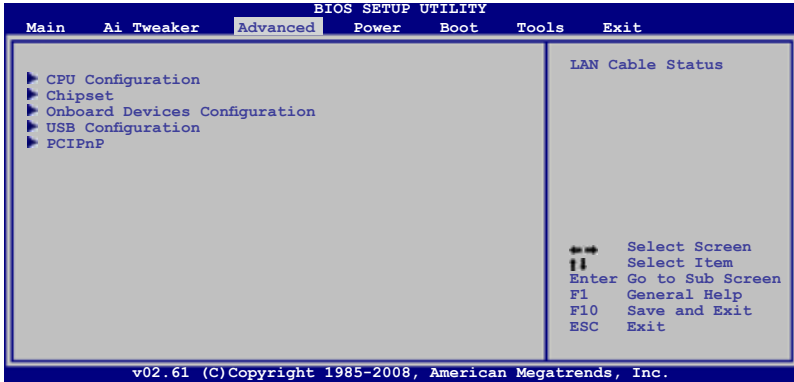 BIOS SETUP UTILITY
Main Ai Tweaker Advanced Power Boot Tools Exit
CPU Configuration
Chipset
Onboard Devices Configuration
USB Configuration
PCIPnP
LAN Cable Status
Select Screen
Select Item
Enter Go to Sub Screen
F1 General Help
F10 Save and Exit
ESC Exit
v02.61 (C)Copyright 1985-2008, American Megatrends, Inc.